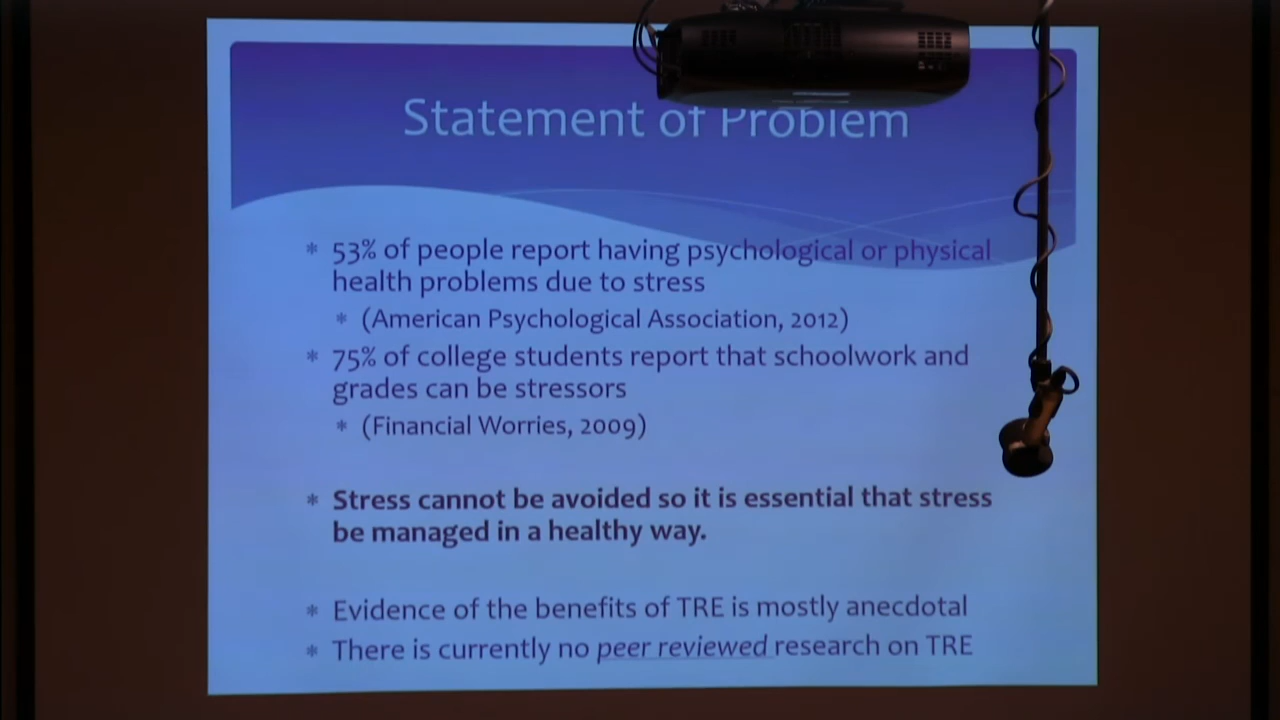 Statement of Problem
* 53% of people report having psychological or physical
health problems due to stress
* (American Psychological Association, 2012)
* 75% of college students report that schoolwork and
grades can be stressors
* (Financial Worries, 2009)
* Stress cannot be avoided so it is essential that stress
be managed in a healthy way.
* Evidence of the benefits of TRE is mostly anecdotal
* There is currently no peer reviewed research on TRE